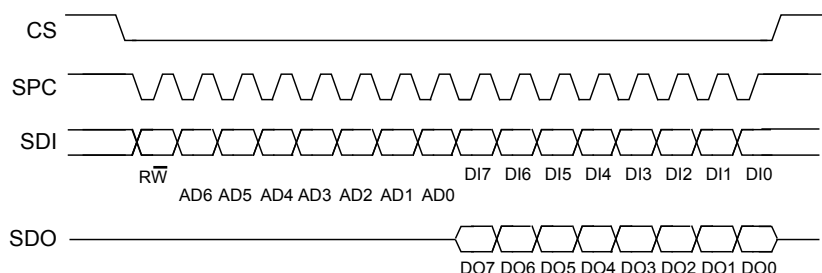 CS
SPC
SDI
RW̅ DI7 DI6 DI5 DI4 DI3 DI2 DI1 DI0
AD6 AD5 AD4 AD3 AD2 AD1 AD0
SDO
DO7 DO6 DO5 DO4 DO3 DO2 DO1 DO0